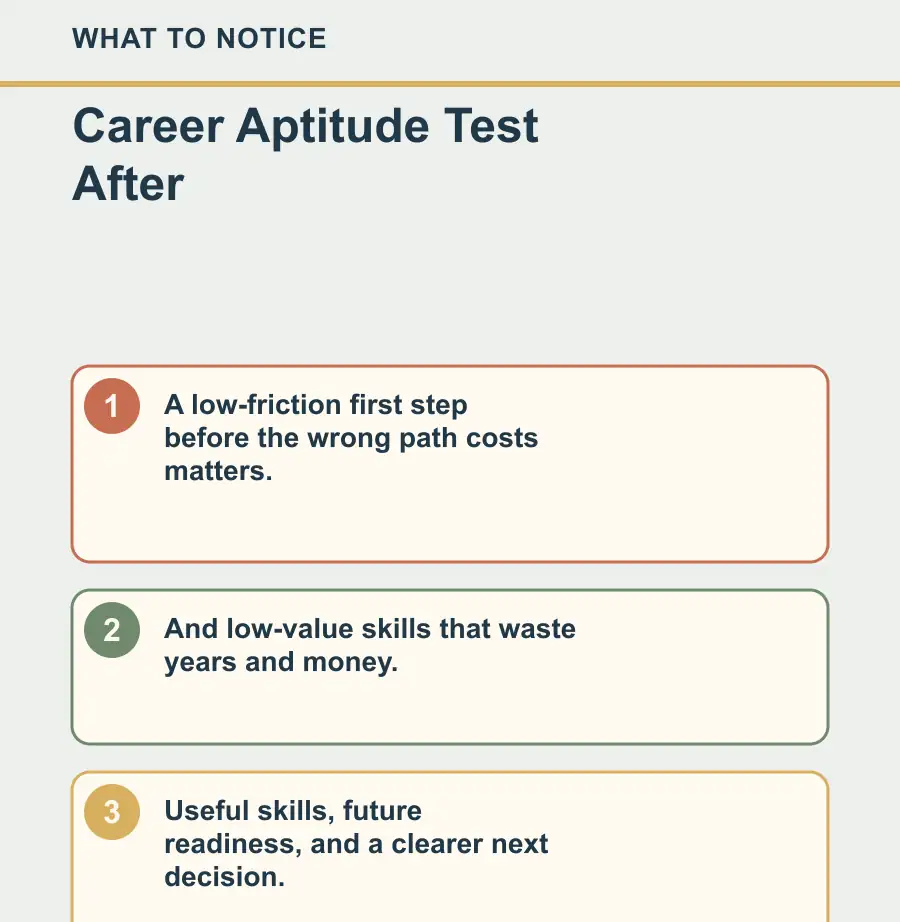 WHAT TO NOTICE
Career Aptitude Test
After
1
A low-friction first step
before the wrong path costs
matters.
2
And low-value skills that waste
years and money.
3
Useful skills, future
readiness, and a clearer next
decision.